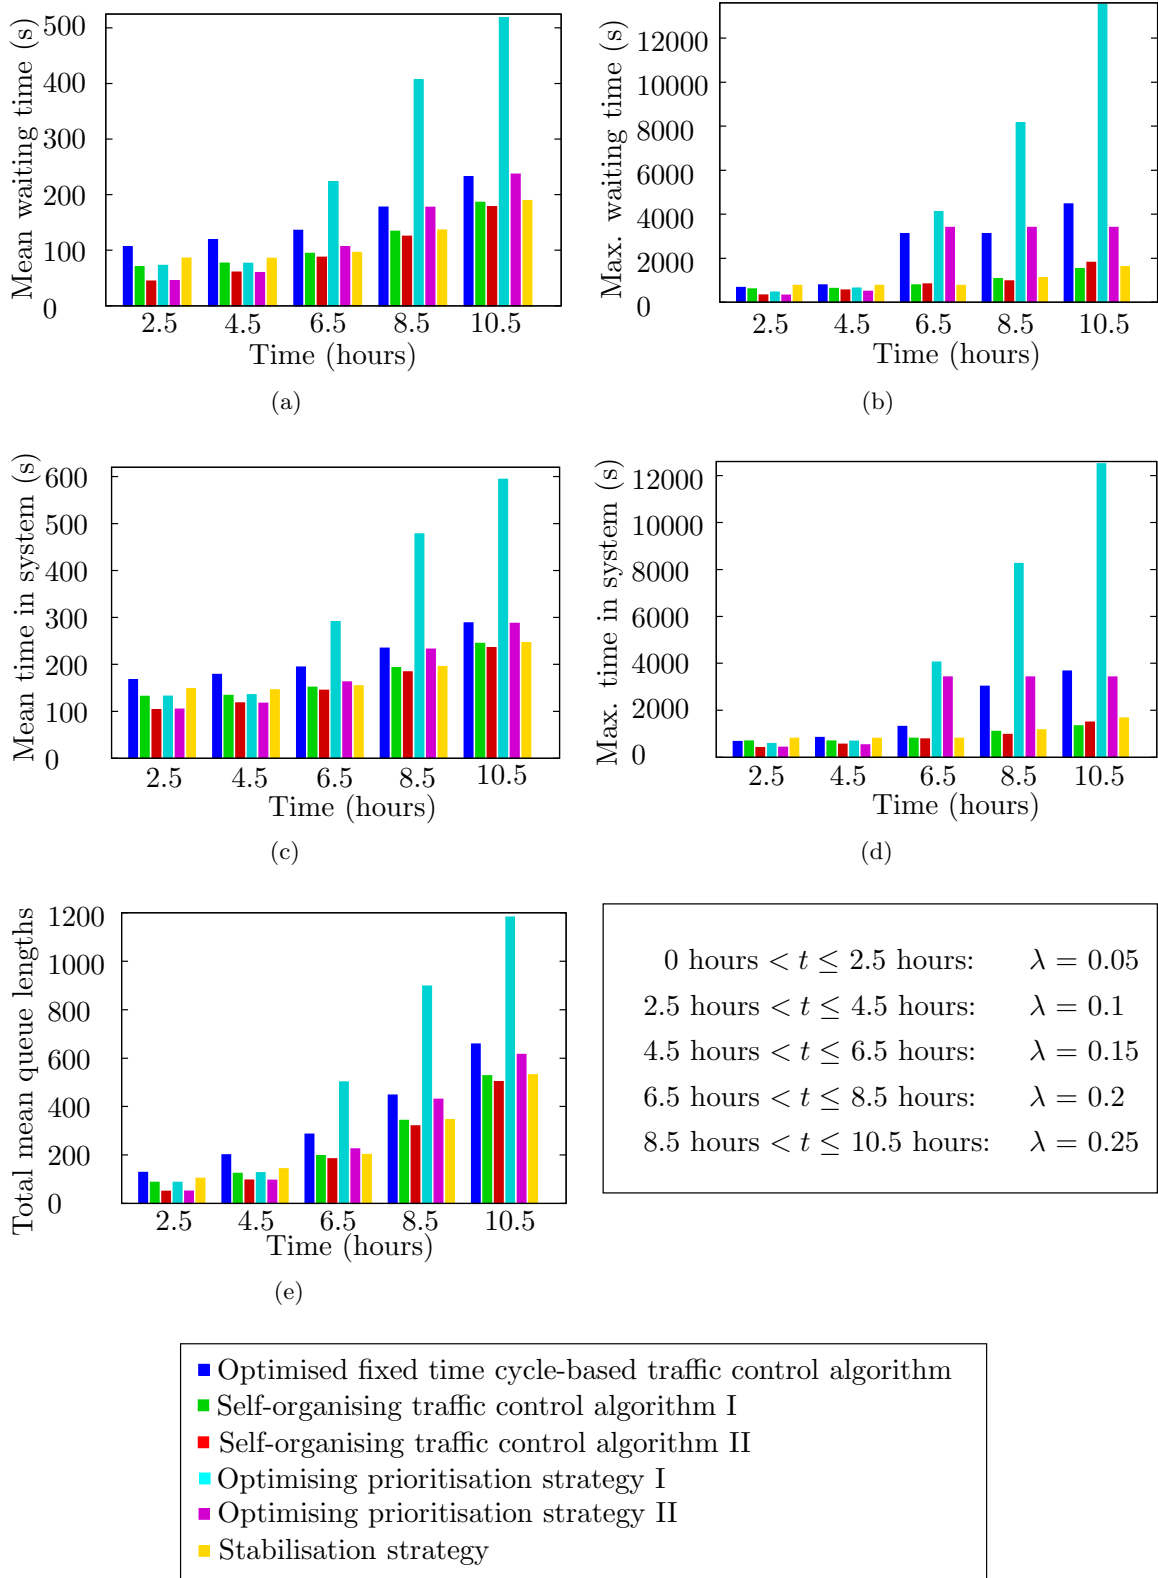 Mean waiting time (s)
500
400
300
200
100
0
2.5 4.5 6.5 8.5 10.5
Time (hours)
(a)
Max. waiting time (s)
12000
10000
8000
6000
4000
2000
0
2.5 4.5 6.5 8.5 10.5
Time (hours)
(b)
Mean time in system (s)
600
500
400
300
200
100
0
2.5 4.5 6.5 8.5 10.5
Time (hours)
(c)
Max. time in system (s)
12000
10000
8000
6000
4000
2000
0
2.5 4.5 6.5 8.5 10.5
Time (hours)
(d)
Total mean queue lengths
1200
1000
800
600
400
200
0
2.5 4.5 6.5 8.5 10.5
Time (hours)
(e)
0 hours < t ≤ 2.5 hours: λ = 0.05
2.5 hours < t ≤ 4.5 hours: λ = 0.1
4.5 hours < t ≤ 6.5 hours: λ = 0.15
6.5 hours < t ≤ 8.5 hours: λ = 0.2
8.5 hours < t ≤ 10.5 hours: λ = 0.25
Optimised fixed time cycle-based traffic control algorithm
Self-organising traffic control algorithm I
Self-organising traffic control algorithm II
Optimising prioritisation strategy I
Optimising prioritisation strategy II
Stabilisation strategy